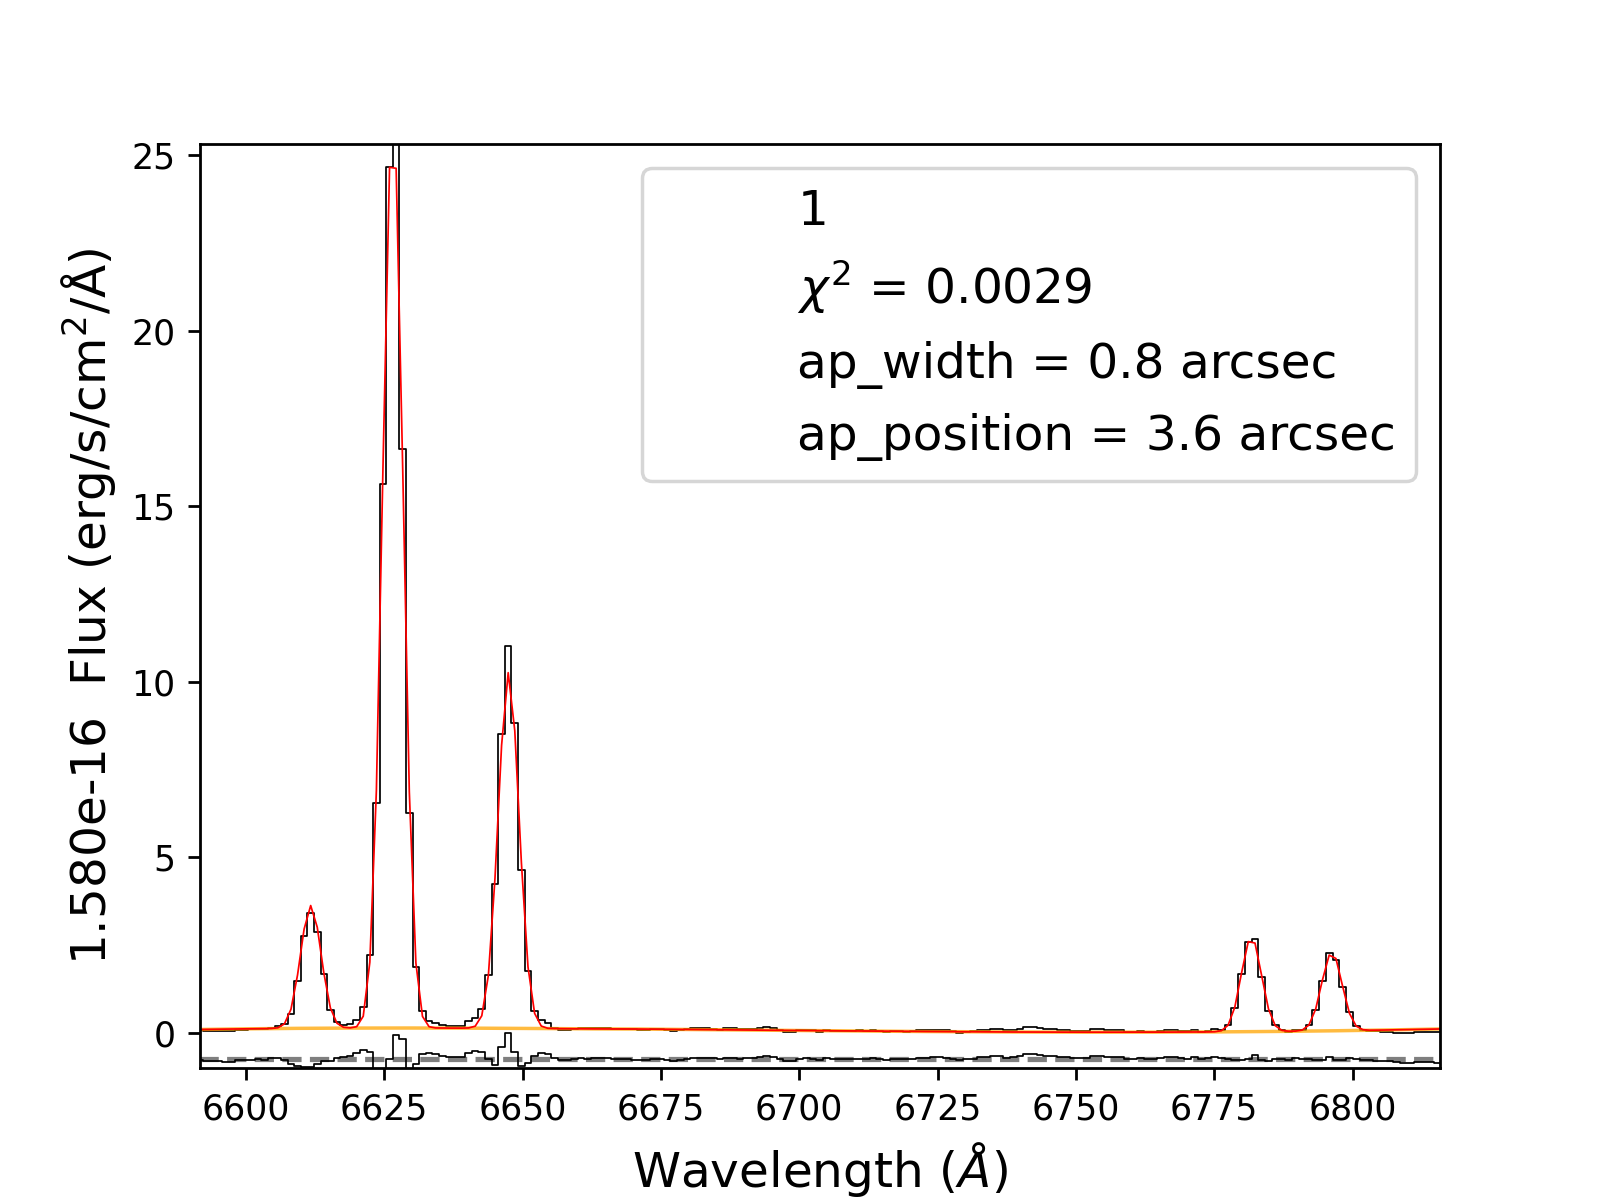 1
χ² = 0.0029
ap_width = 0.8 arcsec
ap_position = 3.6 arcsec
25
20
15
10
5
0
1.580e-16 Flux (erg/s/cm²/Å)
6600 6625 6650 6675 6700 6725 6750 6775 6800
Wavelength (Å)